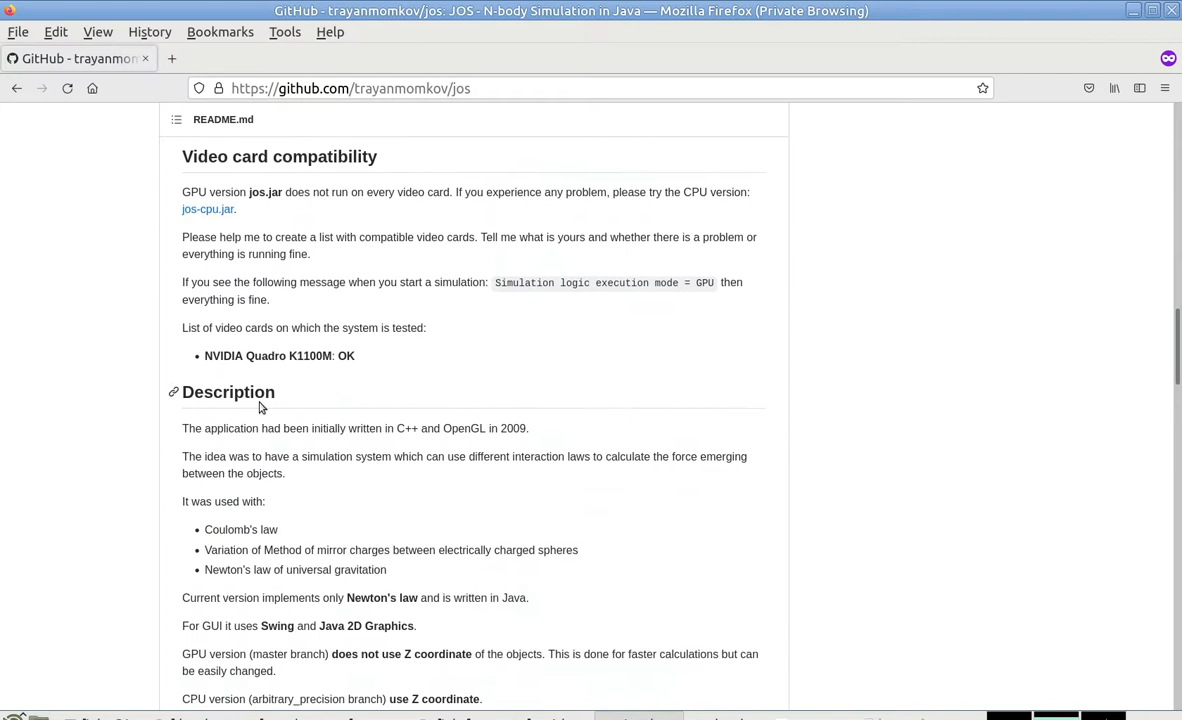 GitHub - trayanmomkov/jos: JOS - N-body Simulation in Java — Mozilla Firefox (Private Browsing)
File Edit View History Bookmarks Tools Help
GitHub - trayanmon
https://github.com/trayanmomkov/jos
README.md
Video card compatibility
GPU version jos.jar does not run on every video card. If you experience any problem, please try the CPU version:
jos-cpu.jar.
Please help me to create a list with compatible video cards. Tell me what is yours and whether there is a problem or
everything is running fine.
If you see the following message when you start a simulation: Simulation logic execution mode = GPU then
everything is fine.
List of video cards on which the system is tested:
• NVIDIA Quadro K1100M: OK
Description
The application had been initially written in C++ and OpenGL in 2009.
The idea was to have a simulation system which can use different interaction laws to calculate the force emerging
between the objects.
It was used with:
• Coulomb's law
• Variation of Method of mirror charges between electrically charged spheres
• Newton's law of universal gravitation
Current version implements only Newton's law and is written in Java.
For GUI it uses Swing and Java 2D Graphics.
GPU version (master branch) does not use Z coordinate of the objects. This is done for faster calculations but can
be easily changed.
CPU version (arbitrary_precision branch) use Z coordinate.